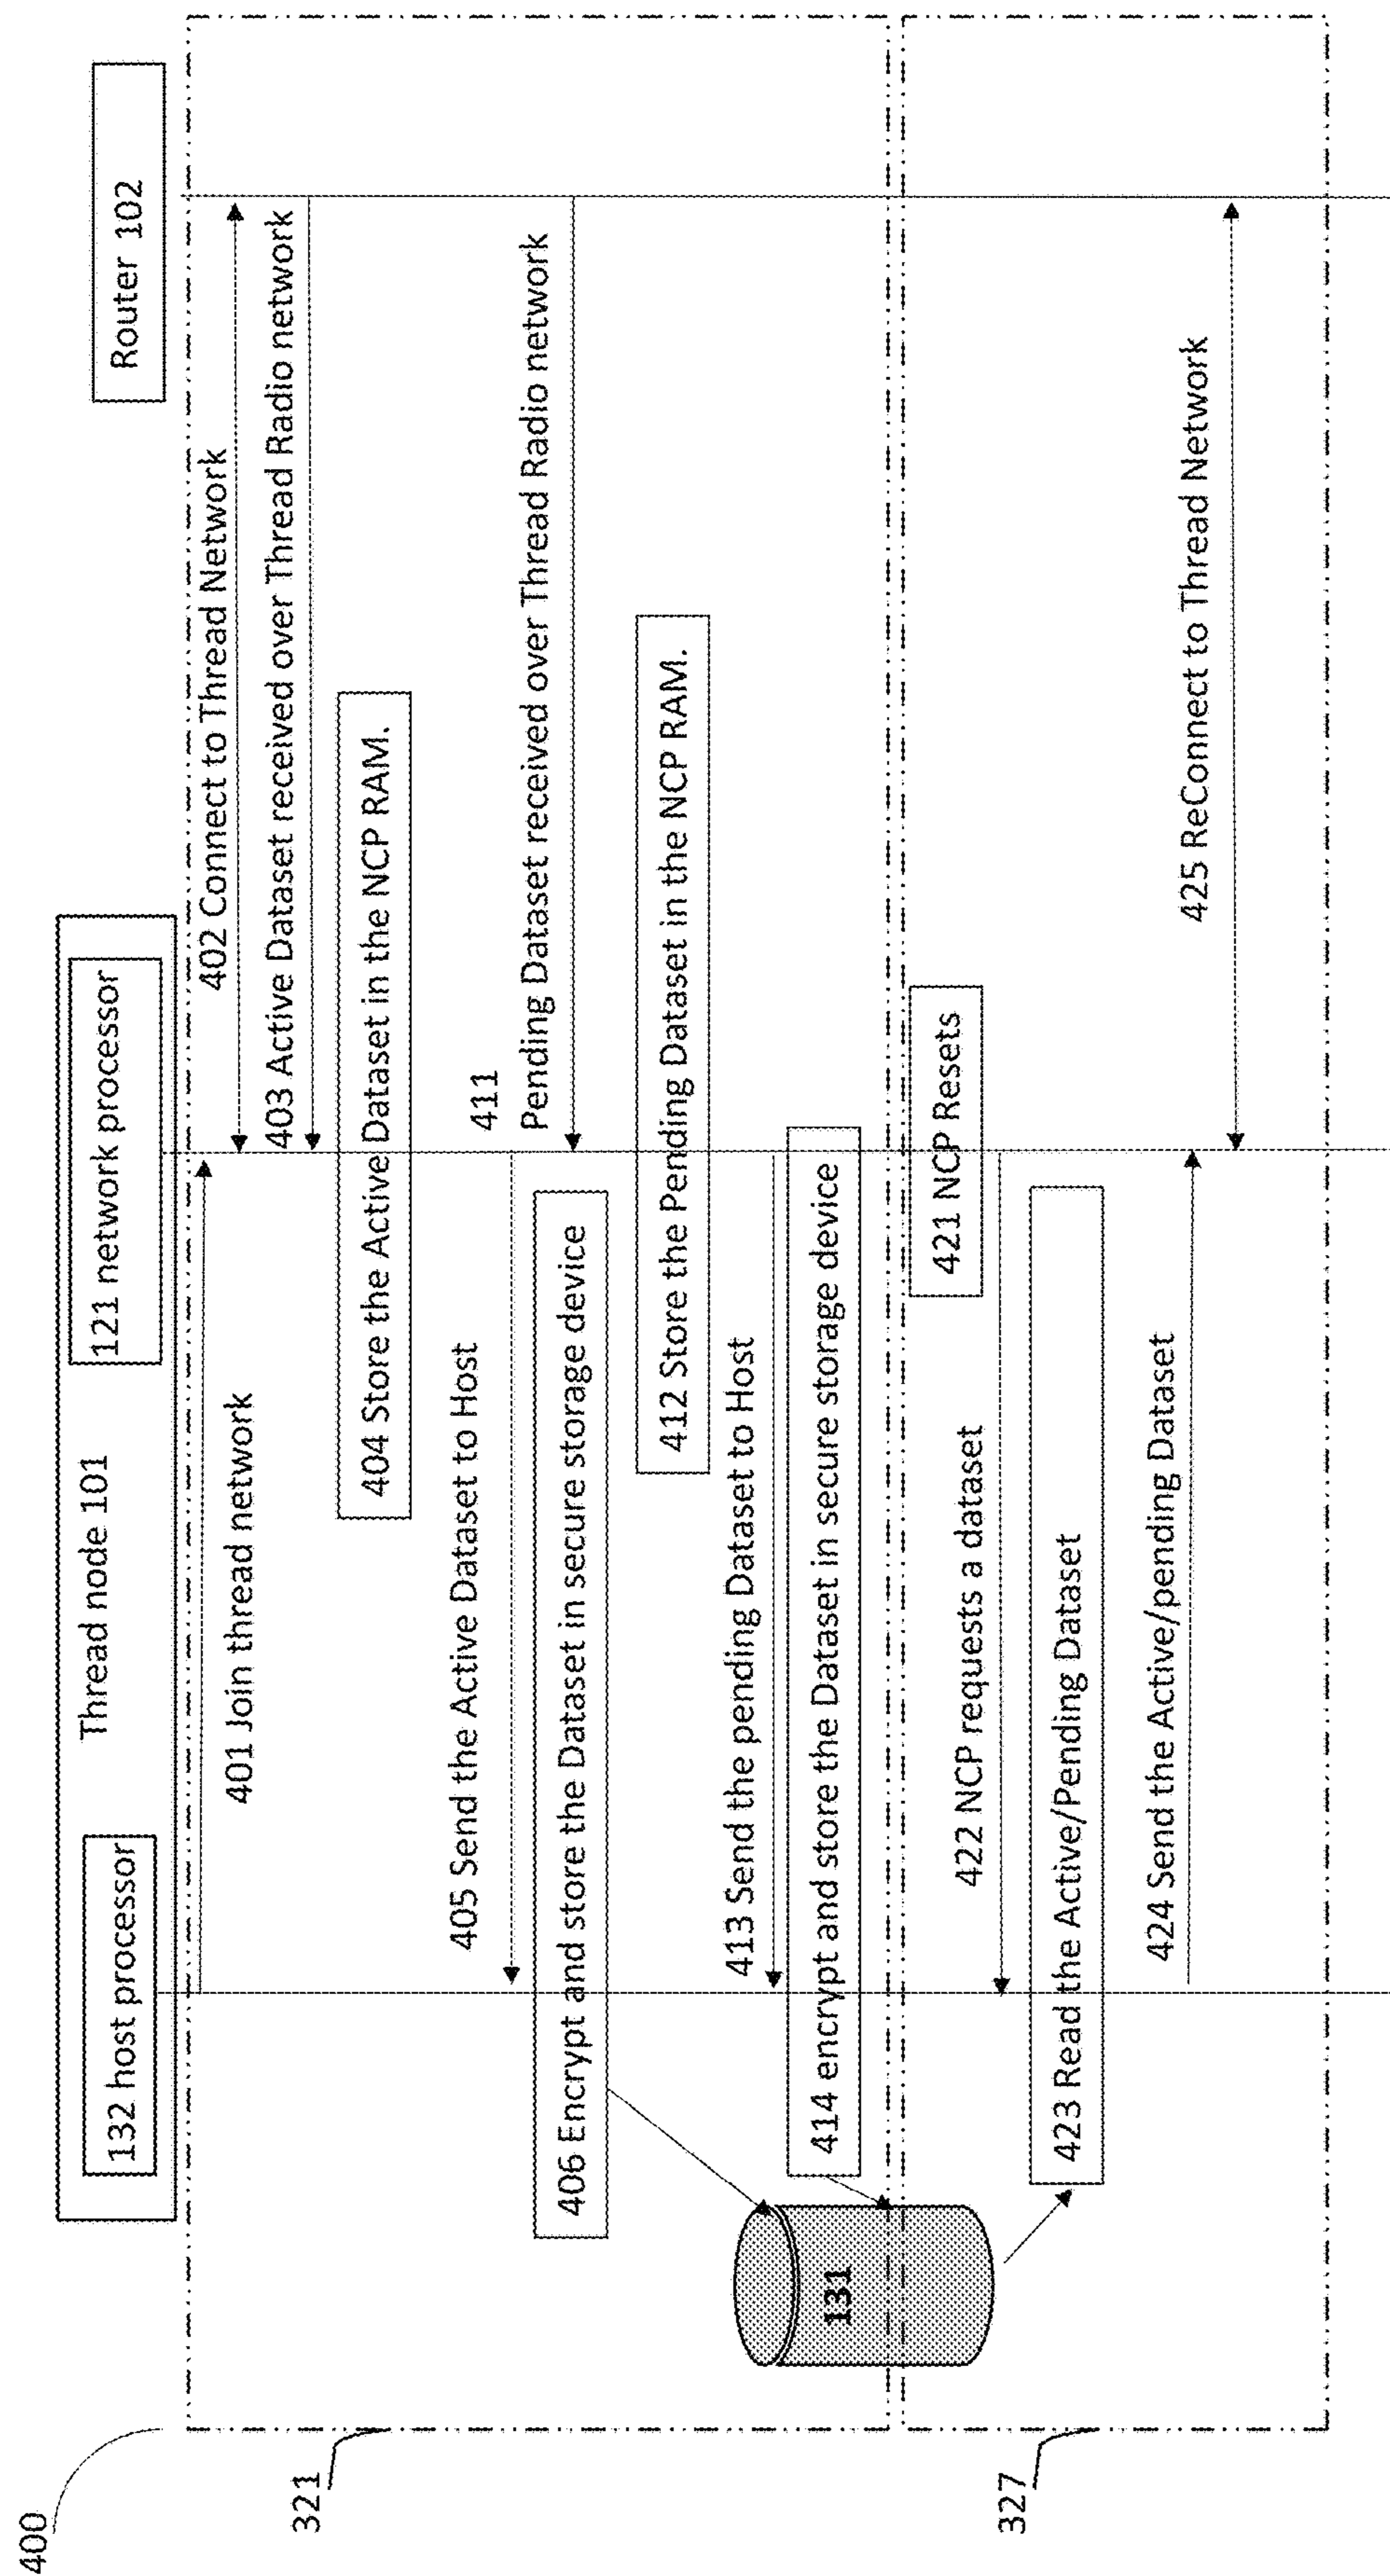 400
Thread node 101
132 host processor
121 network processor
Router 102
321
401 Join thread network
402 Connect to Thread Network
403 Active Dataset received over Thread Radio network
404 Store the Active Dataset in the NCP RAM.
405 Send the Active Dataset to Host
406 Encrypt and store the Dataset in secure storage device
411
Pending Dataset received over Thread Radio network
412 Store the Pending Dataset in the NCP RAM.
413 Send the pending Dataset to Host
414 encrypt and store the Dataset in secure storage device
131
327
421 NCP Resets
422 NCP requests a dataset
423 Read the Active/Pending Dataset
424 Send the Active/pending Dataset
425 ReConnect to Thread Network